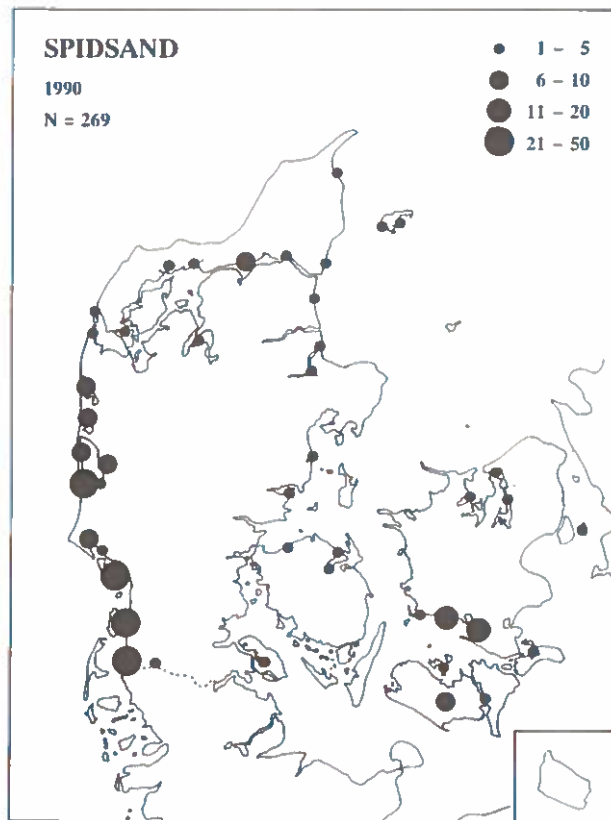 SPIDSAND
1990
N = 269
1 – 5
6 – 10
11 – 20
21 – 50